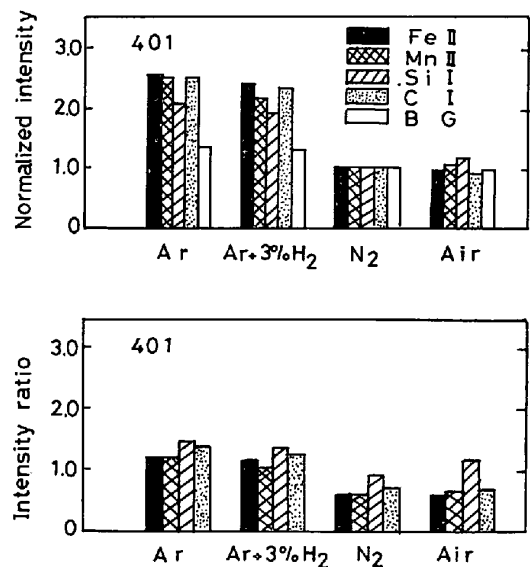 Normalized intensity
3.0
2.0
1.0
0
401
Fe II
Mn II
.Si I
C I
B G
Ar
Ar+3%H₂
N₂
Air
Intensity ratio
3.0
2.0
1.0
0
401
Ar
Ar+3%H₂
N₂
Air